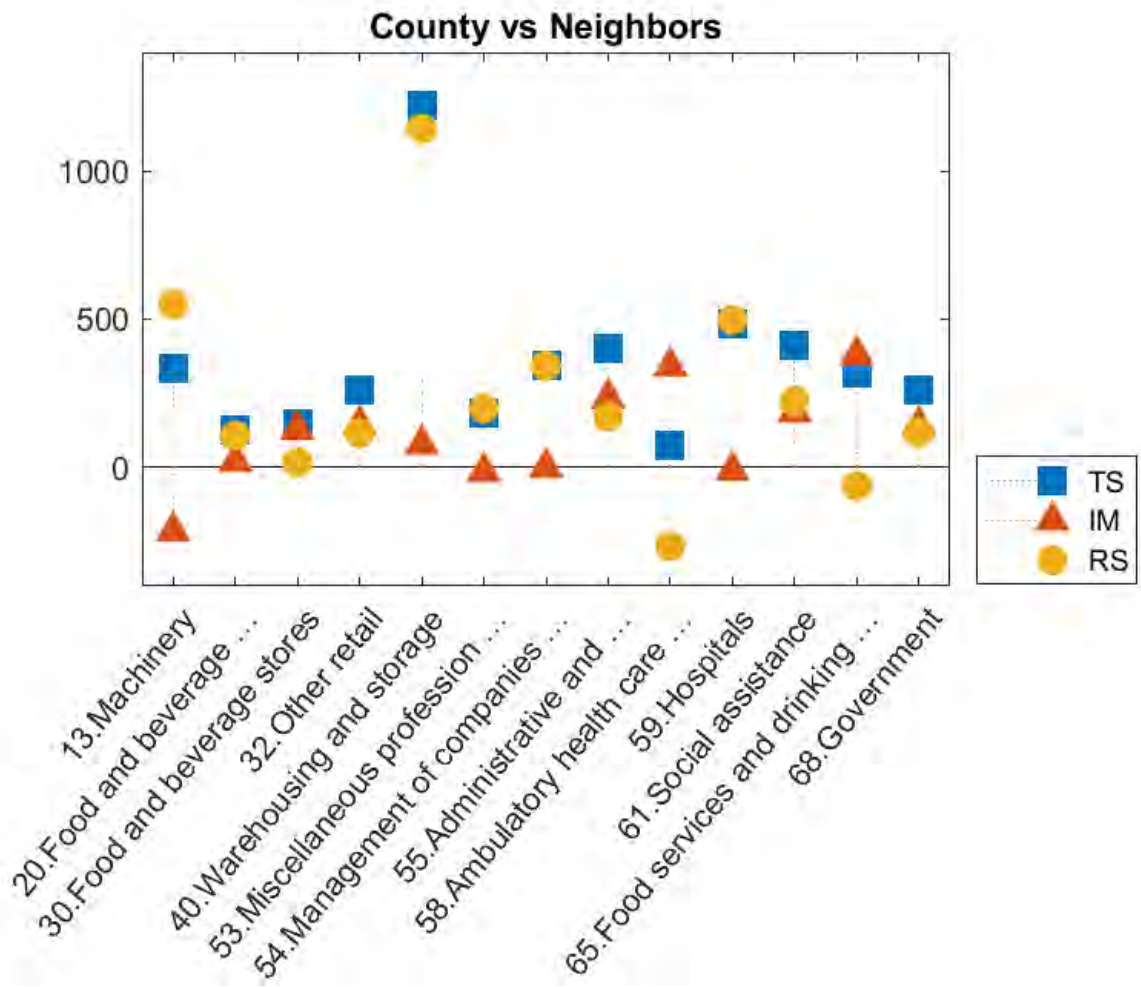 County vs Neighbors
1000
500
0
TS
IM
RS
13.Machinery
20.Food and beverage ...
30.Food and beverage stores
32.Other retail
40.Warehousing and storage
53.Miscellaneous profession ...
54.Management of companies ...
55.Administrative and ...
58.Ambulatory health care ...
59.Hospitals
61.Social assistance
65.Food services and drinking ...
68.Government